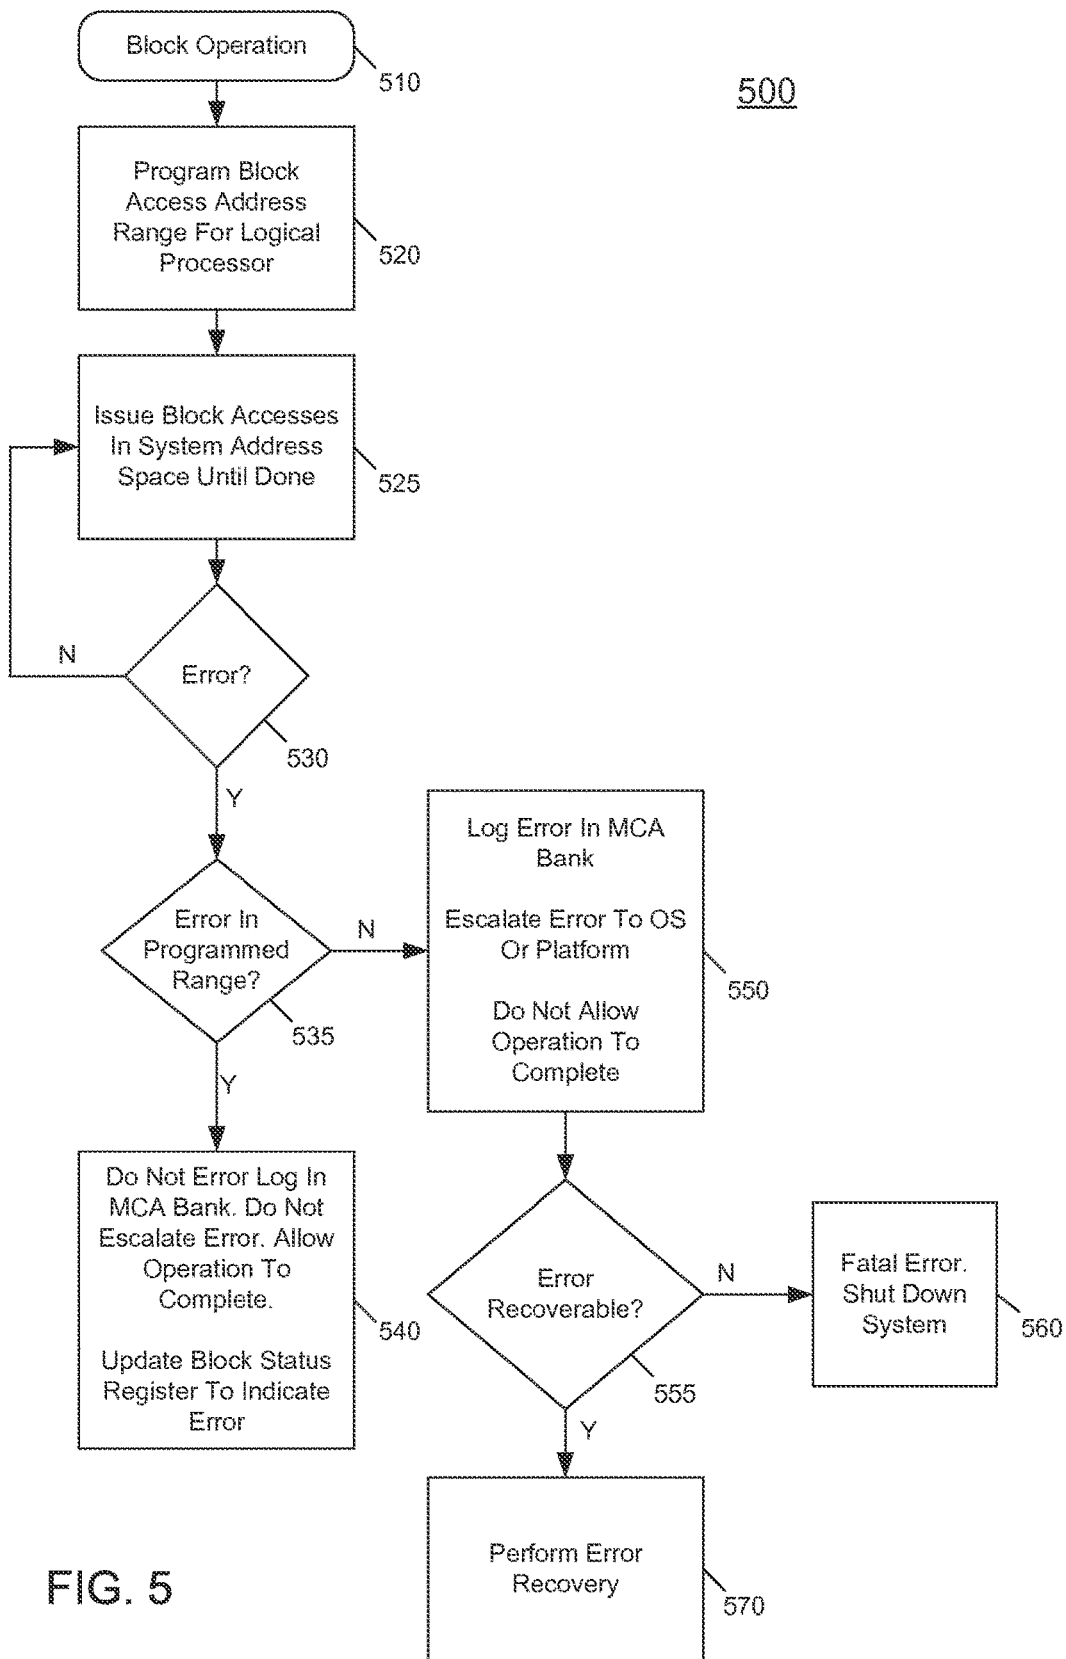 Block Operation
510
500
Program Block
Access Address
Range For Logical
Processor
520
Issue Block Accesses
In System Address
Space Until Done
525
N
Error?
530
Y
Error In
Programmed
Range?
535
N
Log Error In MCA
Bank
Escalate Error To OS
Or Platform
Do Not Allow
Operation To
Complete
550
Y
Do Not Error Log In
MCA Bank. Do Not
Escalate Error. Allow
Operation To
Complete.
Update Block Status
Register To Indicate
Error
540
Error
Recoverable?
555
N
Fatal Error.
Shut Down
System
560
Y
Perform Error
Recovery
570
FIG. 5